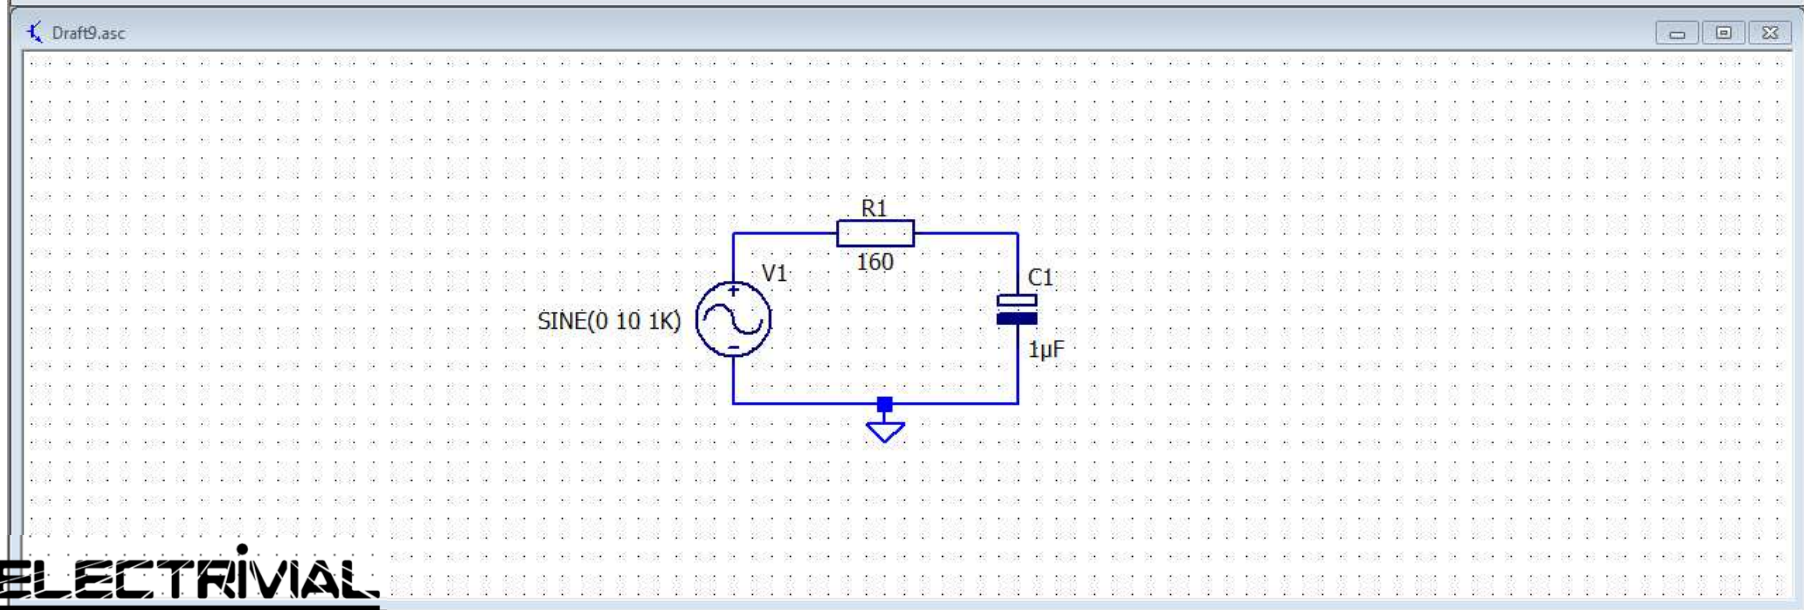 Draft9.asc
R1
160
V1
SINE(0 10 1K)
C1
1µF
ELECTRiVIAL